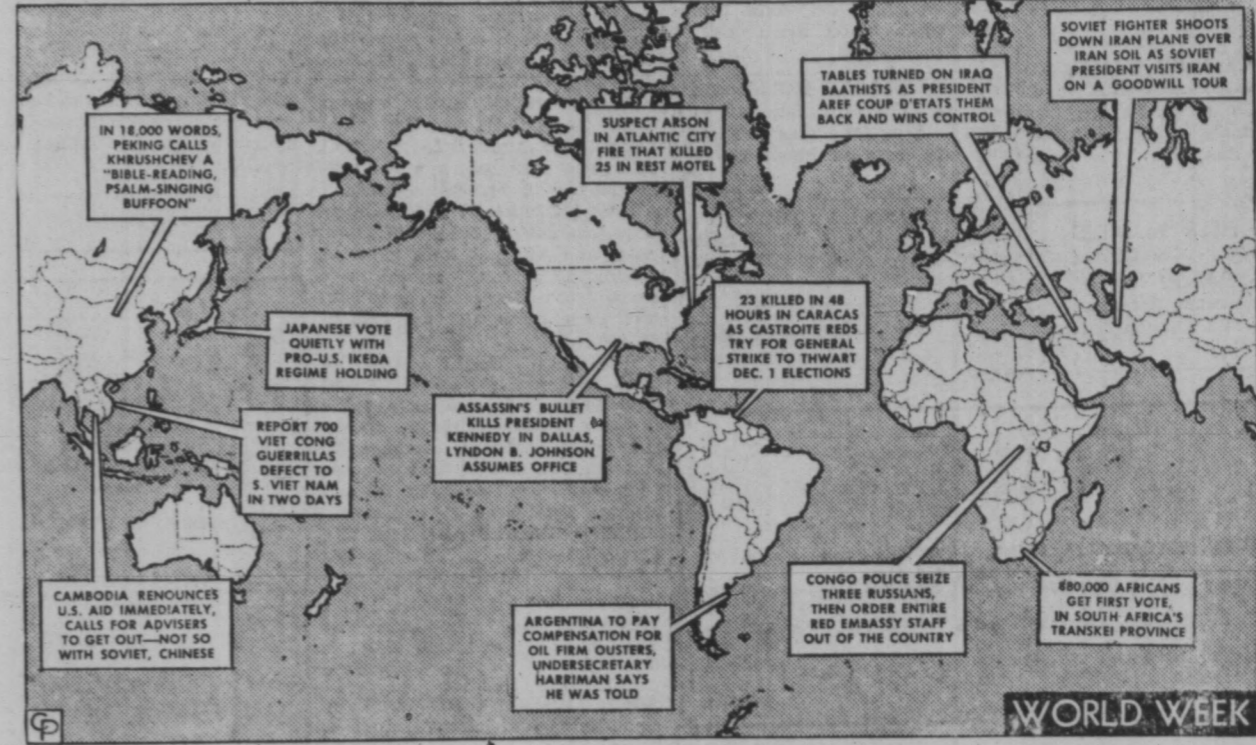 SOVIET FIGHTER SHOOTS
DOWN IRAN PLANE OVER
IRAN SOIL AS SOVIET
PRESIDENT VISITS IRAN
ON A GOODWILL TOUR
TABLES TURNED ON IRAQ
BAATHISTS AS PRESIDENT
AREF COUP D'ETATS THEM
BACK AND WINS CONTROL
IN 18,000 WORDS,
PEKING CALLS
KHRUSHCHEV A
"BIBLE-READING,
PSALM-SINGING
BUFFOON"
SUSPECT ARSON
IN ATLANTIC CITY
FIRE THAT KILLED
25 IN REST MOTEL
23 KILLED IN 48
HOURS IN CARACAS
AS CASTROITE REDS
TRY FOR GENERAL
STRIKE TO THWART
DEC. 1 ELECTIONS
JAPANESE VOTE
QUIETLY WITH
PRO-U.S. IKEDA
REGIME HOLDING
ASSASSIN'S BULLET
KILLS PRESIDENT
KENNEDY IN DALLAS,
LYNDON B. JOHNSON
ASSUMES OFFICE
REPORT 700
VIET CONG
GUERRILLAS
DEFECT TO
S. VIET NAM
IN TWO DAYS
CAMBODIA RENOUNCES
U.S. AID IMMEDIATELY,
CALLS FOR ADVISERS
TO GET OUT—NOT SO
WITH SOVIET, CHINESE
ARGENTINA TO PAY
COMPENSATION FOR
OIL FIRM OUSTERS,
UNDERSECRETARY
HARRIMAN SAYS
HE WAS TOLD
CONGO POLICE SEIZE
THREE RUSSIANS,
THEN ORDER ENTIRE
RED EMBASSY STAFF
OUT OF THE COUNTRY
880,000 AFRICANS
GET FIRST VOTE,
IN SOUTH AFRICA'S
TRANSKEI PROVINCE
CP
WORLD WEEK